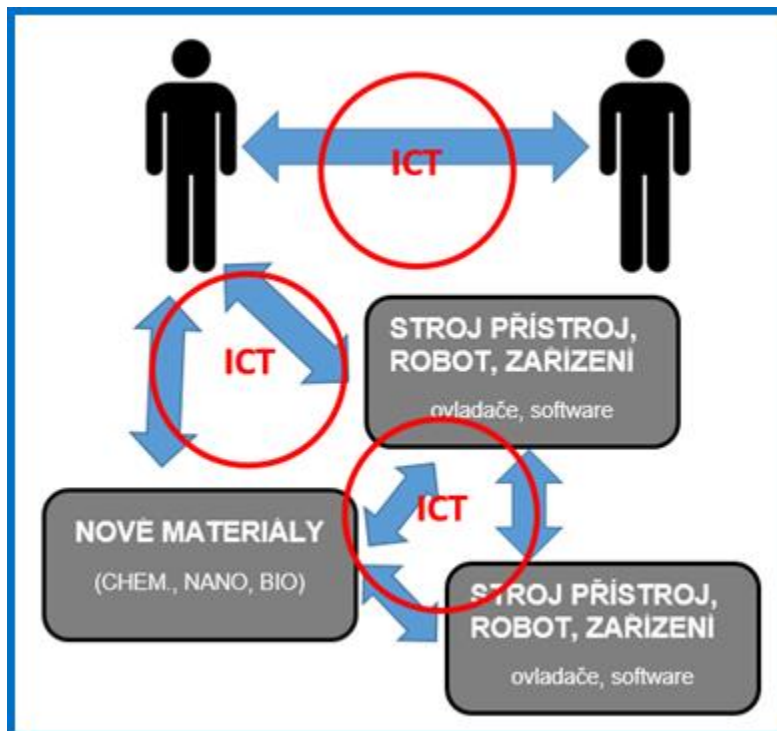 ICT
ICT
STROJ PŘÍSTROJ,
ROBOT, ZAŘÍZENÍ
ovladače, software
ICT
NOVÉ MATERIÁLY
(CHEM., NANO, BIO)
STROJ PŘÍSTROJ,
ROBOT, ZAŘÍZENÍ
ovladače, software